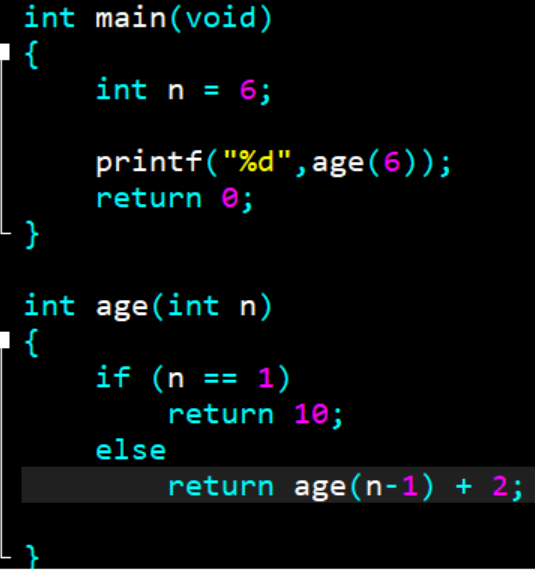 int main(void)
{
    int n = 6;
    printf("%d",age(6));
    return 0;
}
int age(int n)
{
    if (n == 1)
        return 10;
    else
        return age(n-1) + 2;
}